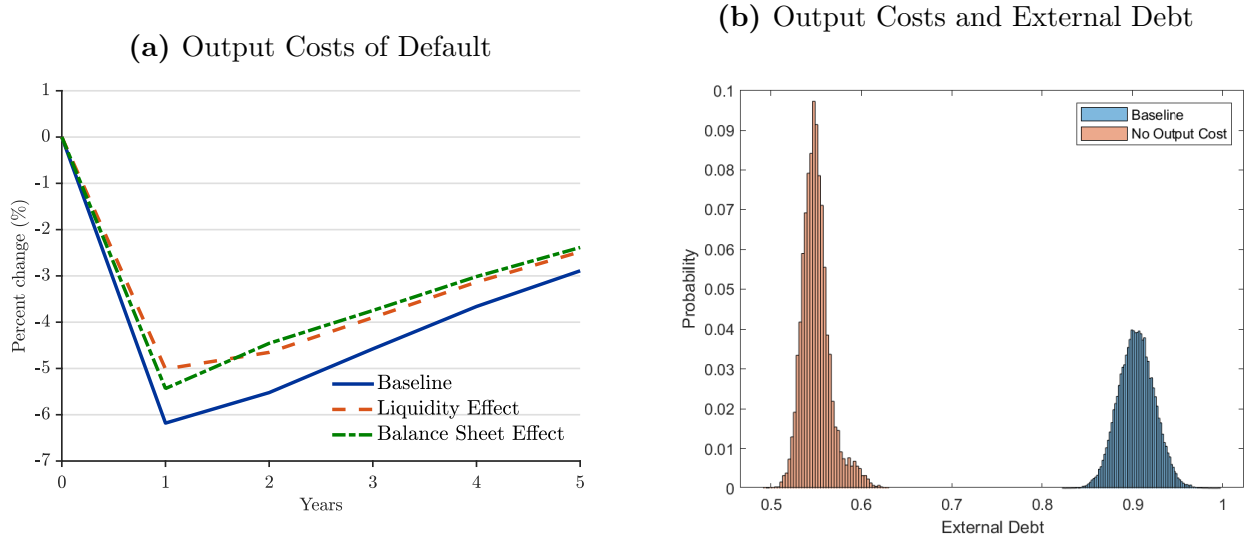 (a) Output Costs of Default
1
0
-1
-2
-3
-4
-5
-6
-7
Percent change (%)
0 1 2 3 4 5
Years
Baseline
Liquidity Effect
Balance Sheet Effect
(b) Output Costs and External Debt
0.1
0.09
0.08
0.07
0.06
0.05
0.04
0.03
0.02
0.01
0
Probability
0.5 0.6 0.7 0.8 0.9 1
External Debt
Baseline
No Output Cost